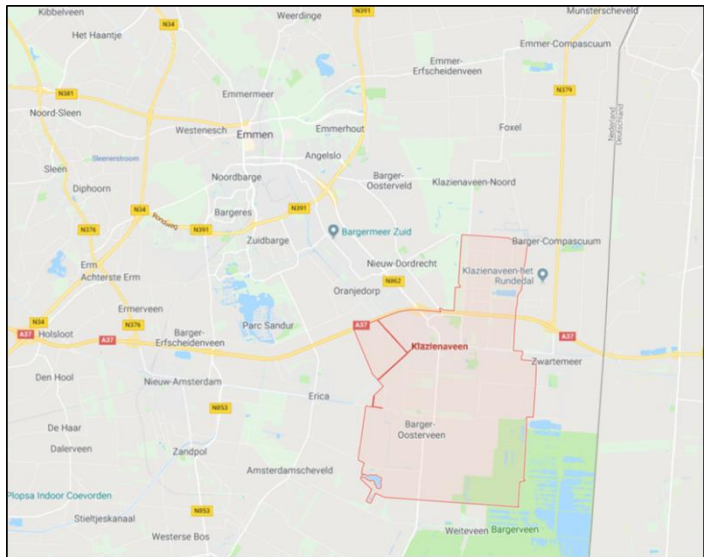 Kibbelveen
N34
Weerdinge
N391
Munsterscheveld
Het Haantje
Emmer-Compascuum
Emmer-
Erfscheidenveen
N381
Emmermeer
N379
Noord-Sleen
Westenesch
Emmen
Emmerhout
Foxel
Nederland
Deutschland
Sleenerstroom
Angelslo
Sleen
Noordbarge
Barger-
Oosterveld
Klazienaveen-Noord
Diphoorn
N34
Bargeres
N391
Rondweg
N376
N391
Bargermeer Zuid
Zuidbarge
Barger-Compascuum
Erm
Nieuw-Dordrecht
Klazienaveen-het
Rundedal
Achterste Erm
Oranjedorp
N862
Ermerveen
N34
N376
Parc Sandur
A37
Holsloot
A37
A37
Barger-
Erfscheidenveen
A37
Klazienaveen
Zwartemeer
Den Hool
Nieuw-Amsterdam
Erica
N853
De Haar
Barger-
Oosterveen
Dalerveen
Zandpol
Amsterdamscheveld
Plopsa Indoor Coevorden
N853
Stieltjeskanaal
Weiteveen
Bargerveen
Westerse Bos